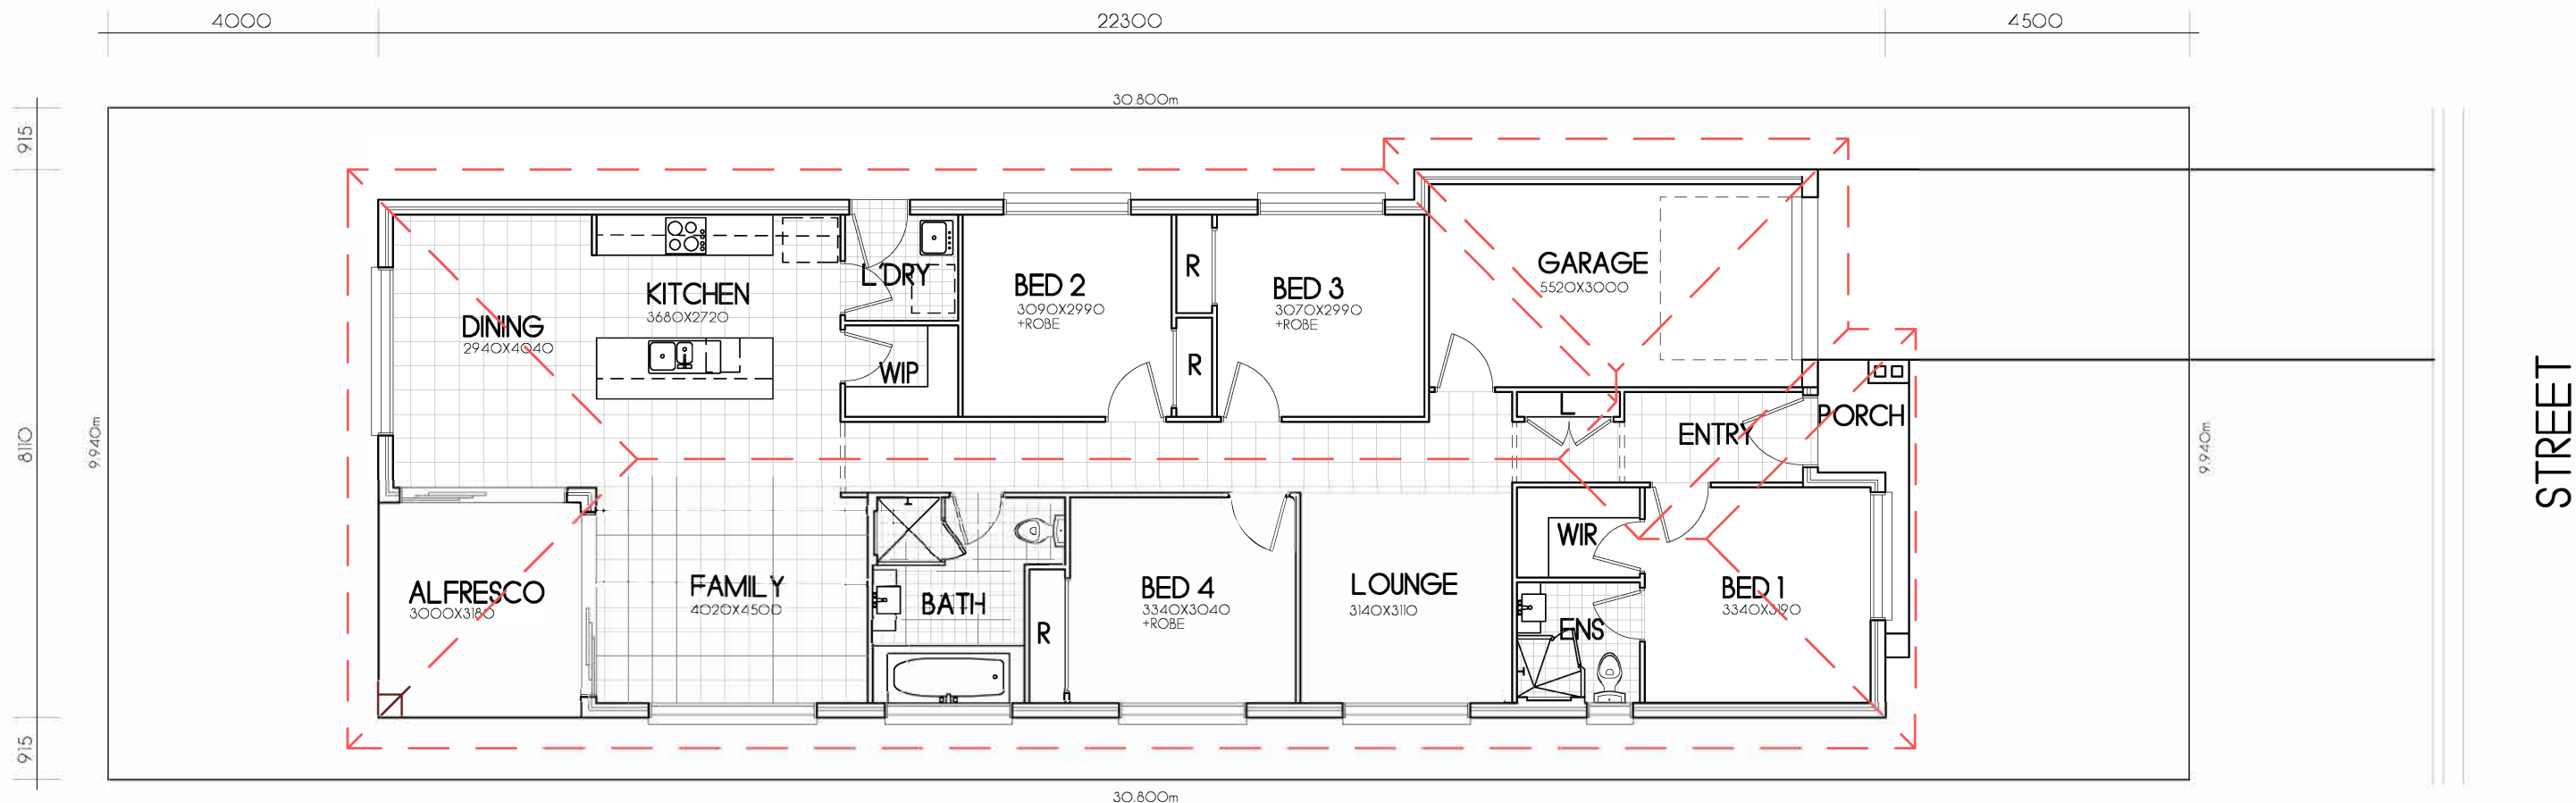 4000
22300
4500
30.800m
915
8110
915
9.940m
L'DRY
KITCHEN
3680X2720
DINING
2940X4040
WIP
BED 2
3090X2990
+ROBE
R
R
BED 3
3070X2990
+ROBE
GARAGE
5520X3000
L
ENTRY
PORCH
STREET
9.940m
ALFRESCO
3000X3180
FAMILY
4020X4500
BATH
R
BED 4
3340X3040
+ROBE
LOUNGE
3140X3110
WIR
ENS
BED 1
3340X3190
30.800m